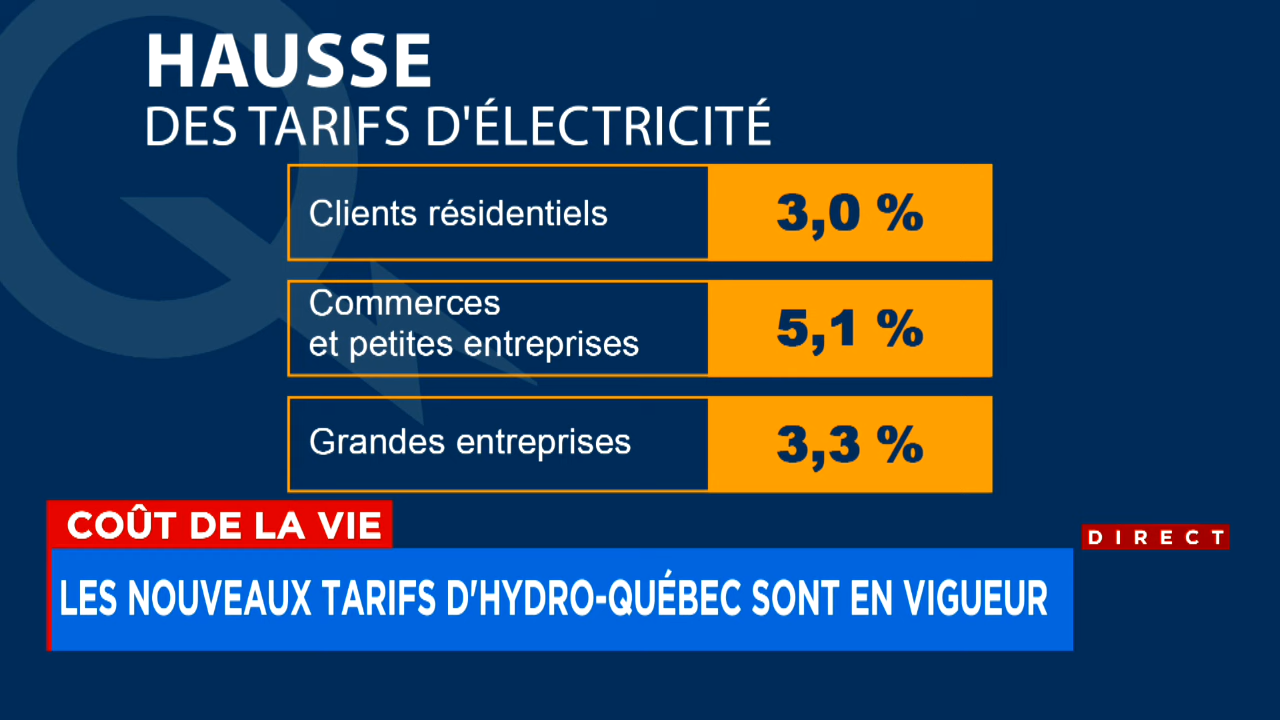 HAUSSE
DES TARIFS D'ÉLECTRICITÉ
Clients résidentiels
3,0 %
Commerces
et petites entreprises
5,1 %
Grandes entreprises
3,3 %
COÛT DE LA VIE
DIRECT
LES NOUVEAUX TARIFS D'HYDRO-QUÉBEC SONT EN VIGUEUR